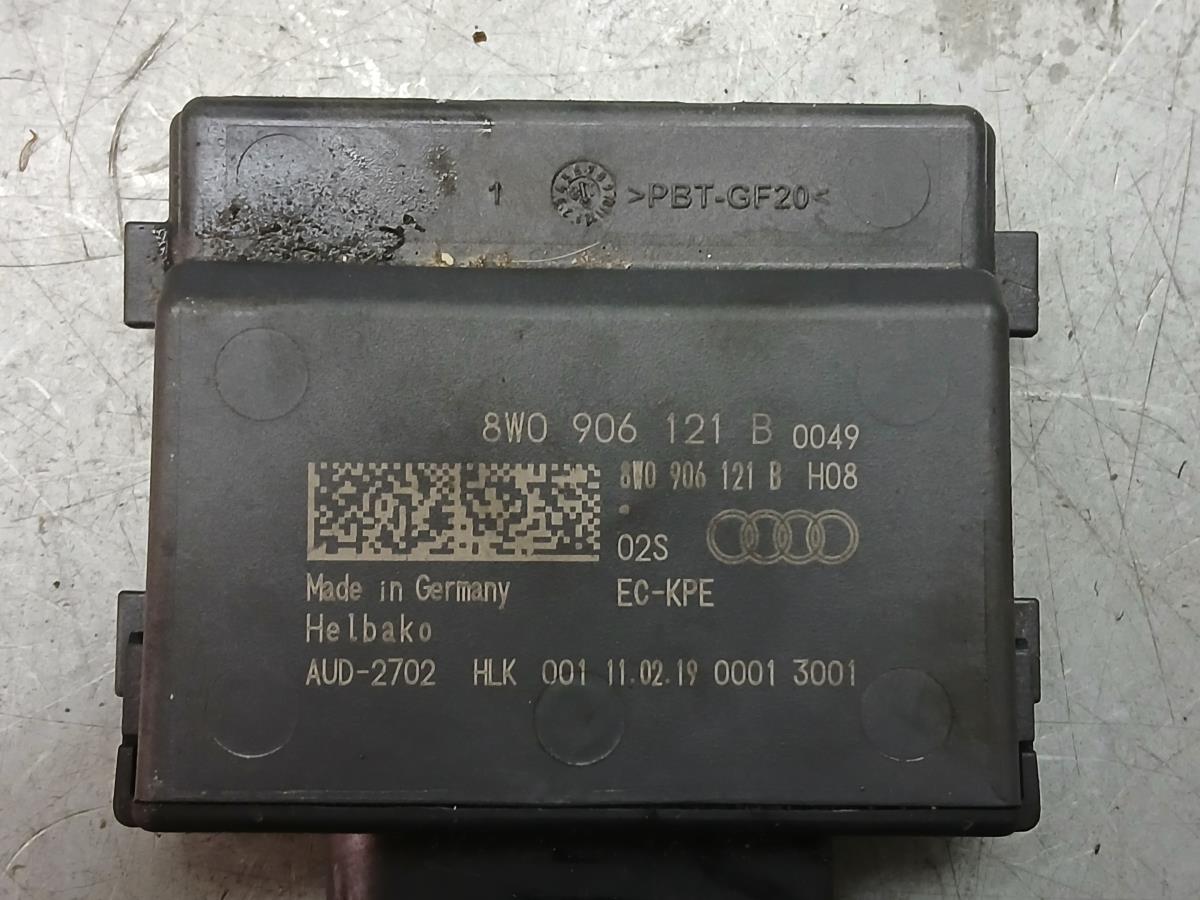 1 >PBT-GF20<
8W0 906 121 B 0049
8W0 906 121 B H08
02S
Made in Germany EC-KPE
Helbako
AUD-2702 HLK 001 11.02.19 0001 3001